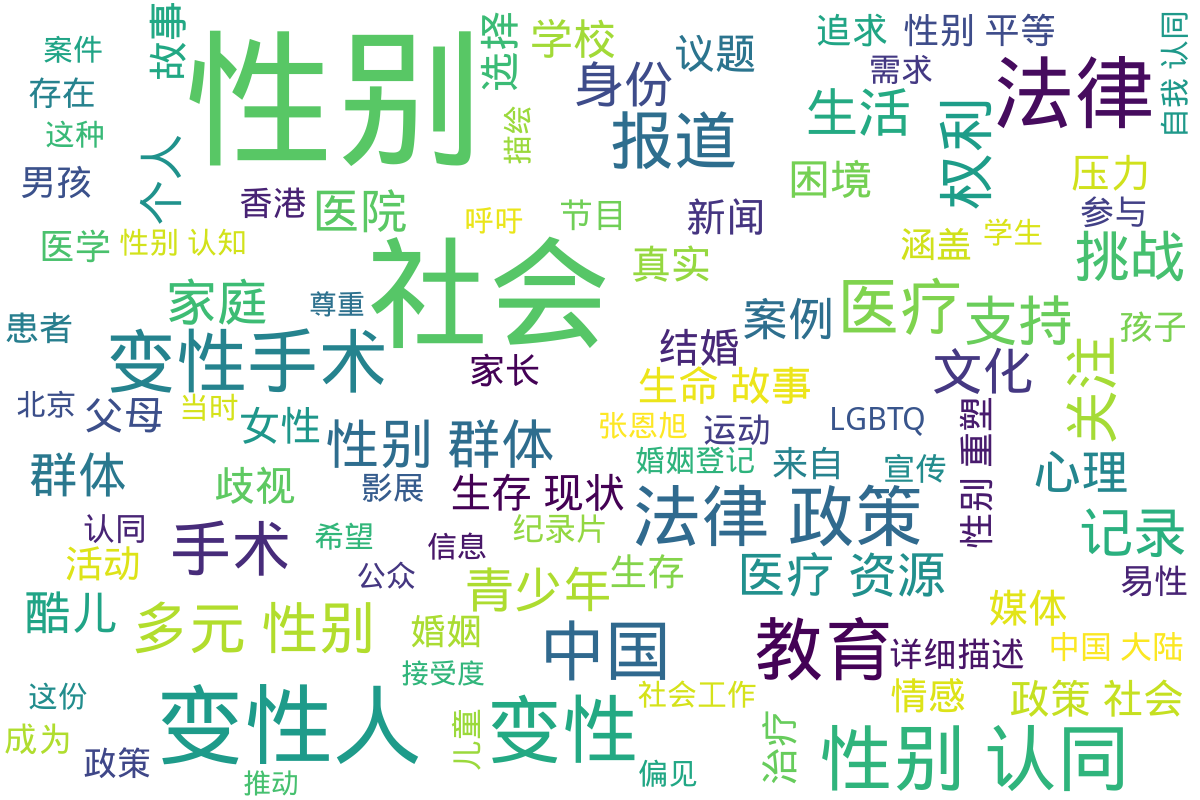 故事
性别
选择
学校
身份
议题
追求
性别 平等
自我 认同
案件
存在
这种
男孩
个人
描绘
报道
需求
生活
权利
法律
香港
医院
呼吁
节目
新闻
困境
压力
参与
医学
性别 认知
社会
真实
涵盖
学生
挑战
患者
家庭
尊重
变性手术
家长
结婚
案例
医疗
支持
孩子
关注
北京
父母
当时
女性
生命 故事
文化
性别 群体
张恩旭
运动
LGBTQ
性别 重塑
群体
歧视
影展
生存 现状
婚姻登记
来自
宣传
心理
认同
手术
希望
信息
纪录片
法律 政策
记录
活动
公众
青少年
生存
医疗 资源
易性
酷儿
多元 性别
婚姻
中国
教育
详细描述
媒体
中国 大陆
接受度
这份
变性人
儿童
变性
社会工作
情感
政策 社会
成为
政策
推动
偏见
治疗
性别 认同